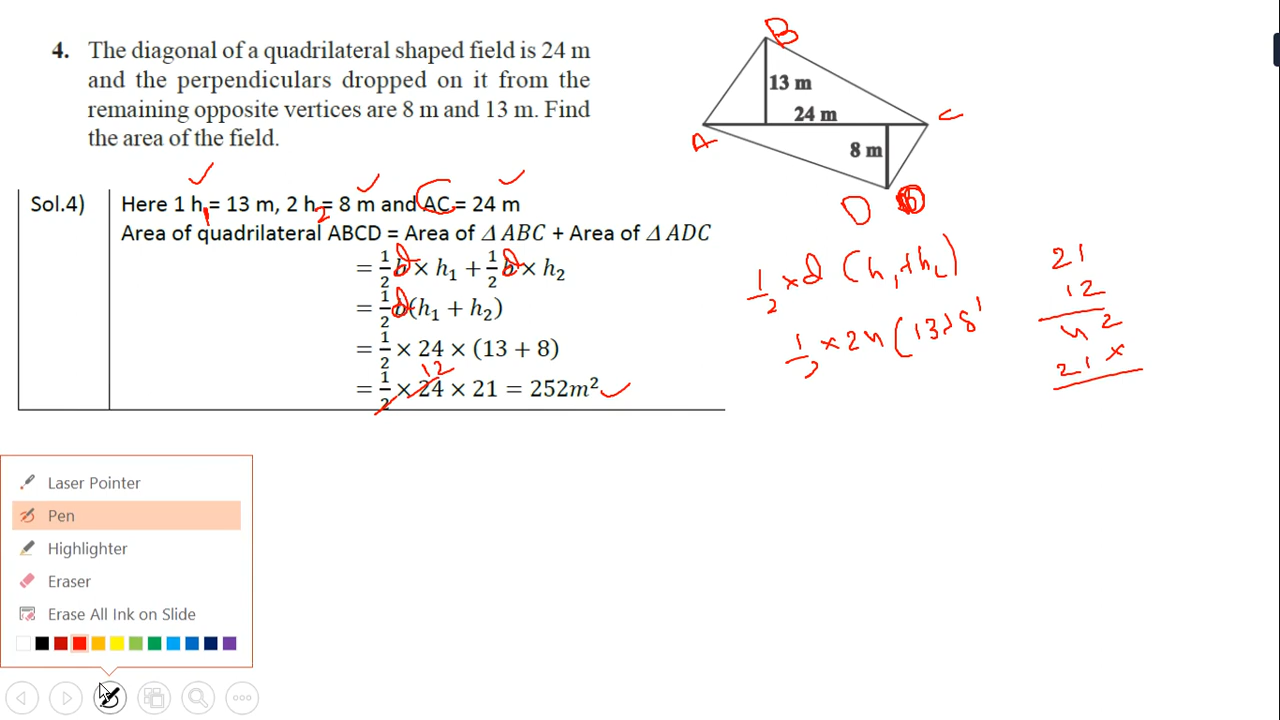 4. The diagonal of a quadrilateral shaped field is 24 m
and the perpendiculars dropped on it from the
remaining opposite vertices are 8 m and 13 m. Find
the area of the field.
B
13 m
24 m
C
A
8 m
D
Sol.4) Here 1 h₁= 13 m, 2 h₂= 8 m and AC= 24 m
Area of quadrilateral ABCD = Area of △ ABC + Area of △ ADC
= 1/2 d × h₁ + 1/2 d × h₂
= 1/2 d(h₁ + h₂)
= 1/2 × 24 × (13 + 8)
12
= 1/2 × 24 × 21 = 252m²
1/2 × d (h₁+h₂)
1/2 × 24 (13+8
21
12
42
21×
Laser Pointer
Pen
Highlighter
Eraser
Erase All Ink on Slide